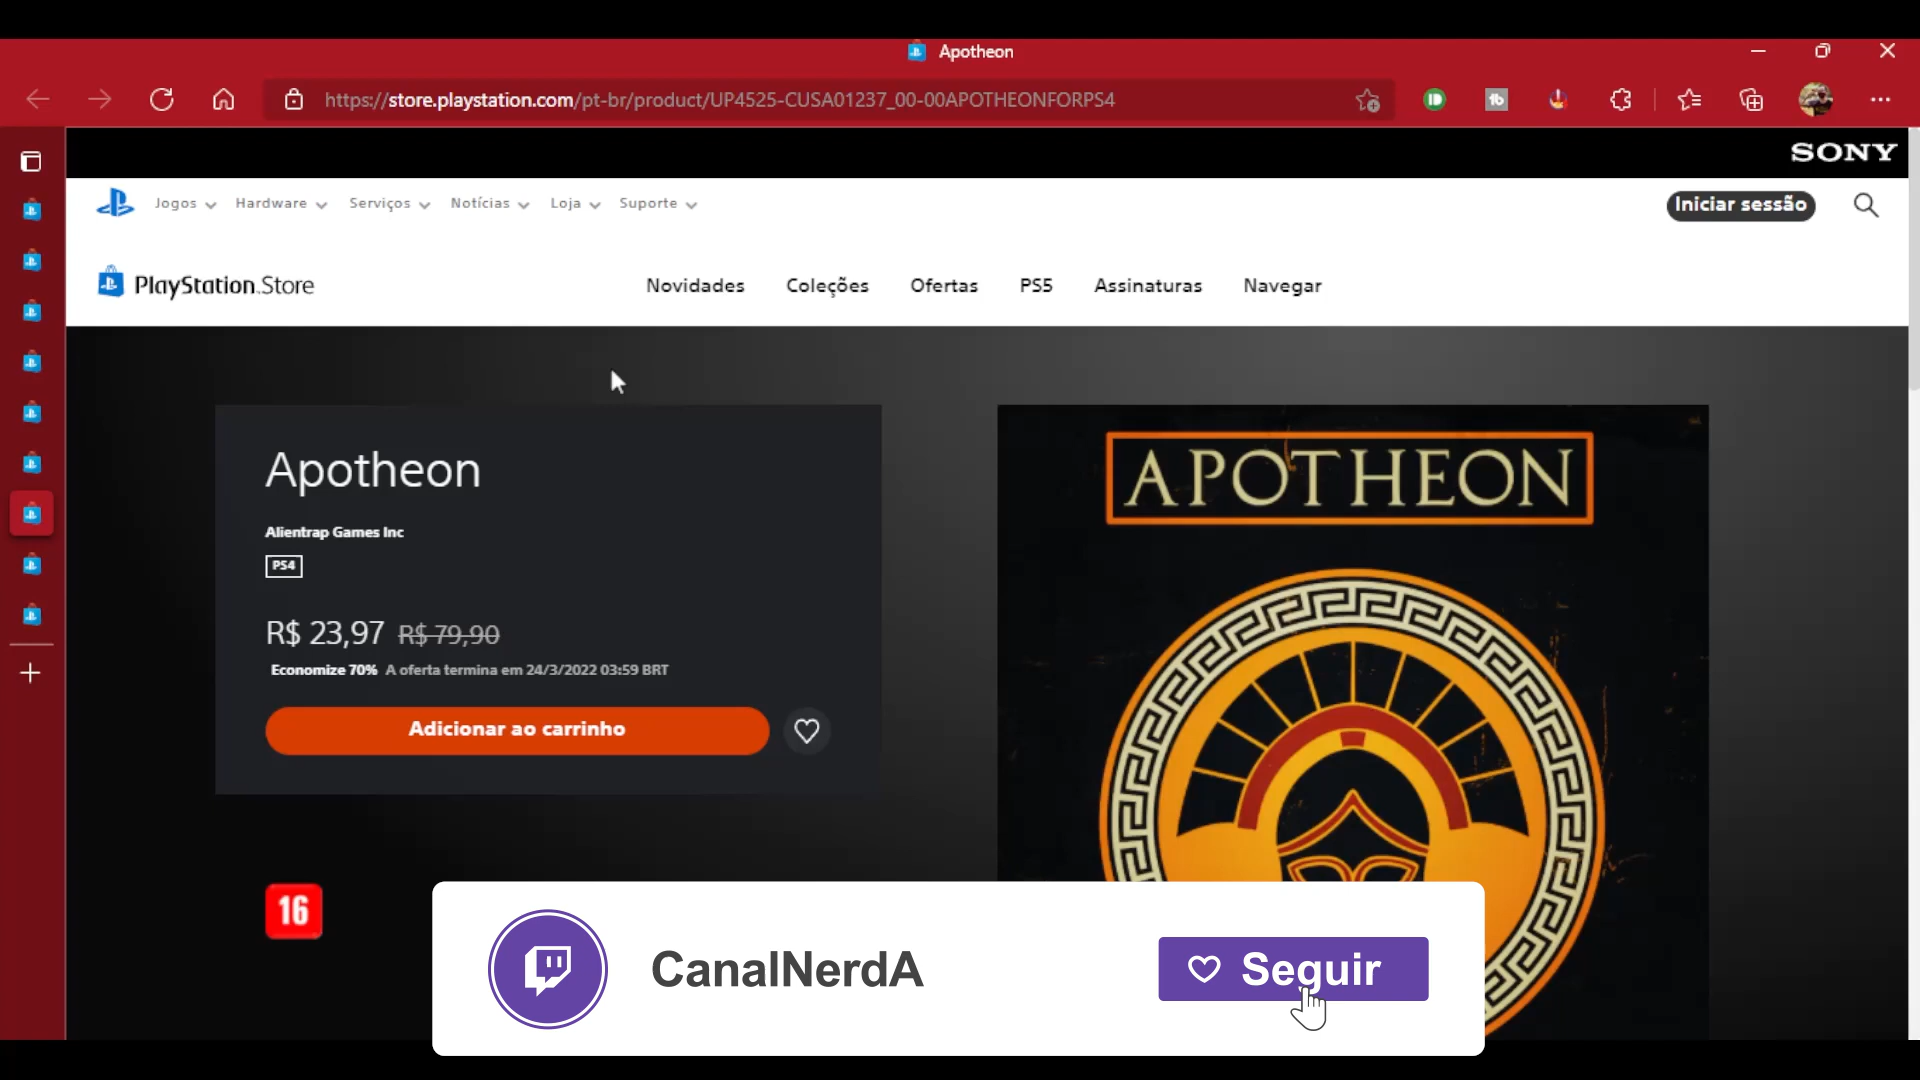 Apotheon
https://store.playstation.com/pt-br/product/UP4525-CUSA01237_00-00APOTHEONFORPS4
SONY
Jogos Hardware Serviços Notícias Loja Suporte
Iniciar sessão
PlayStation.Store
Novidades Coleções Ofertas PS5 Assinaturas Navegar
Apotheon
Alientrap Games Inc
PS4
R$ 23,97 R$ 79,90
Economize 70% A oferta termina em 24/3/2022 03:59 BRT
Adicionar ao carrinho
APOTHEON
16
CanalNerdA
Seguir